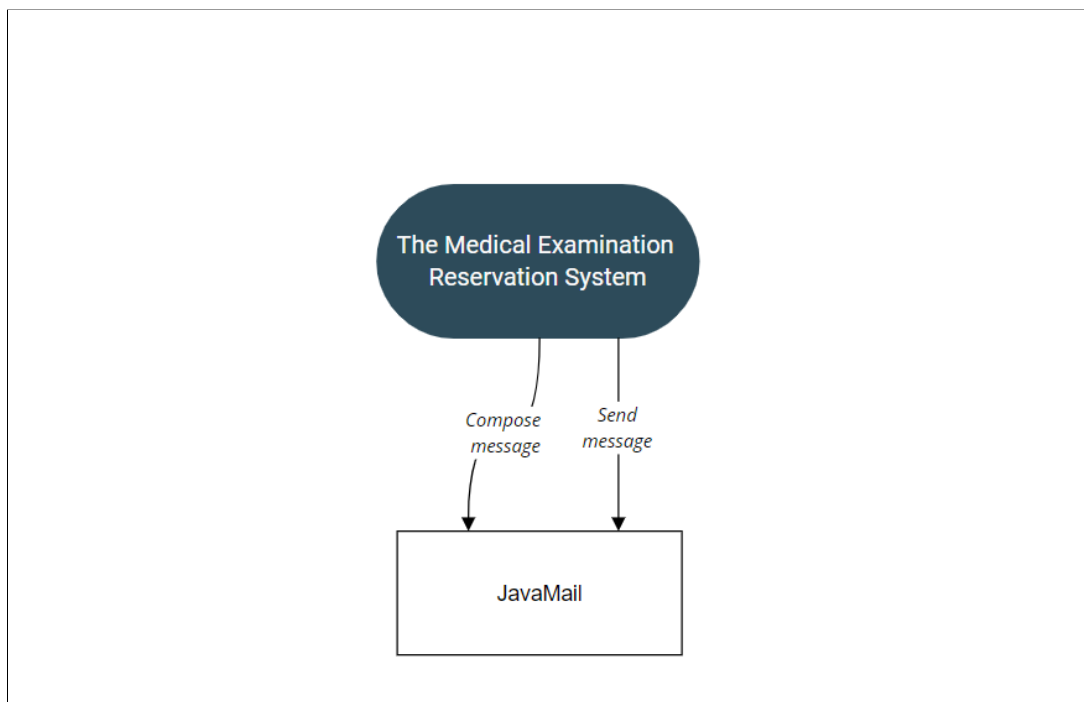 The Medical Examination
Reservation System
Compose
message
Send
message
JavaMail